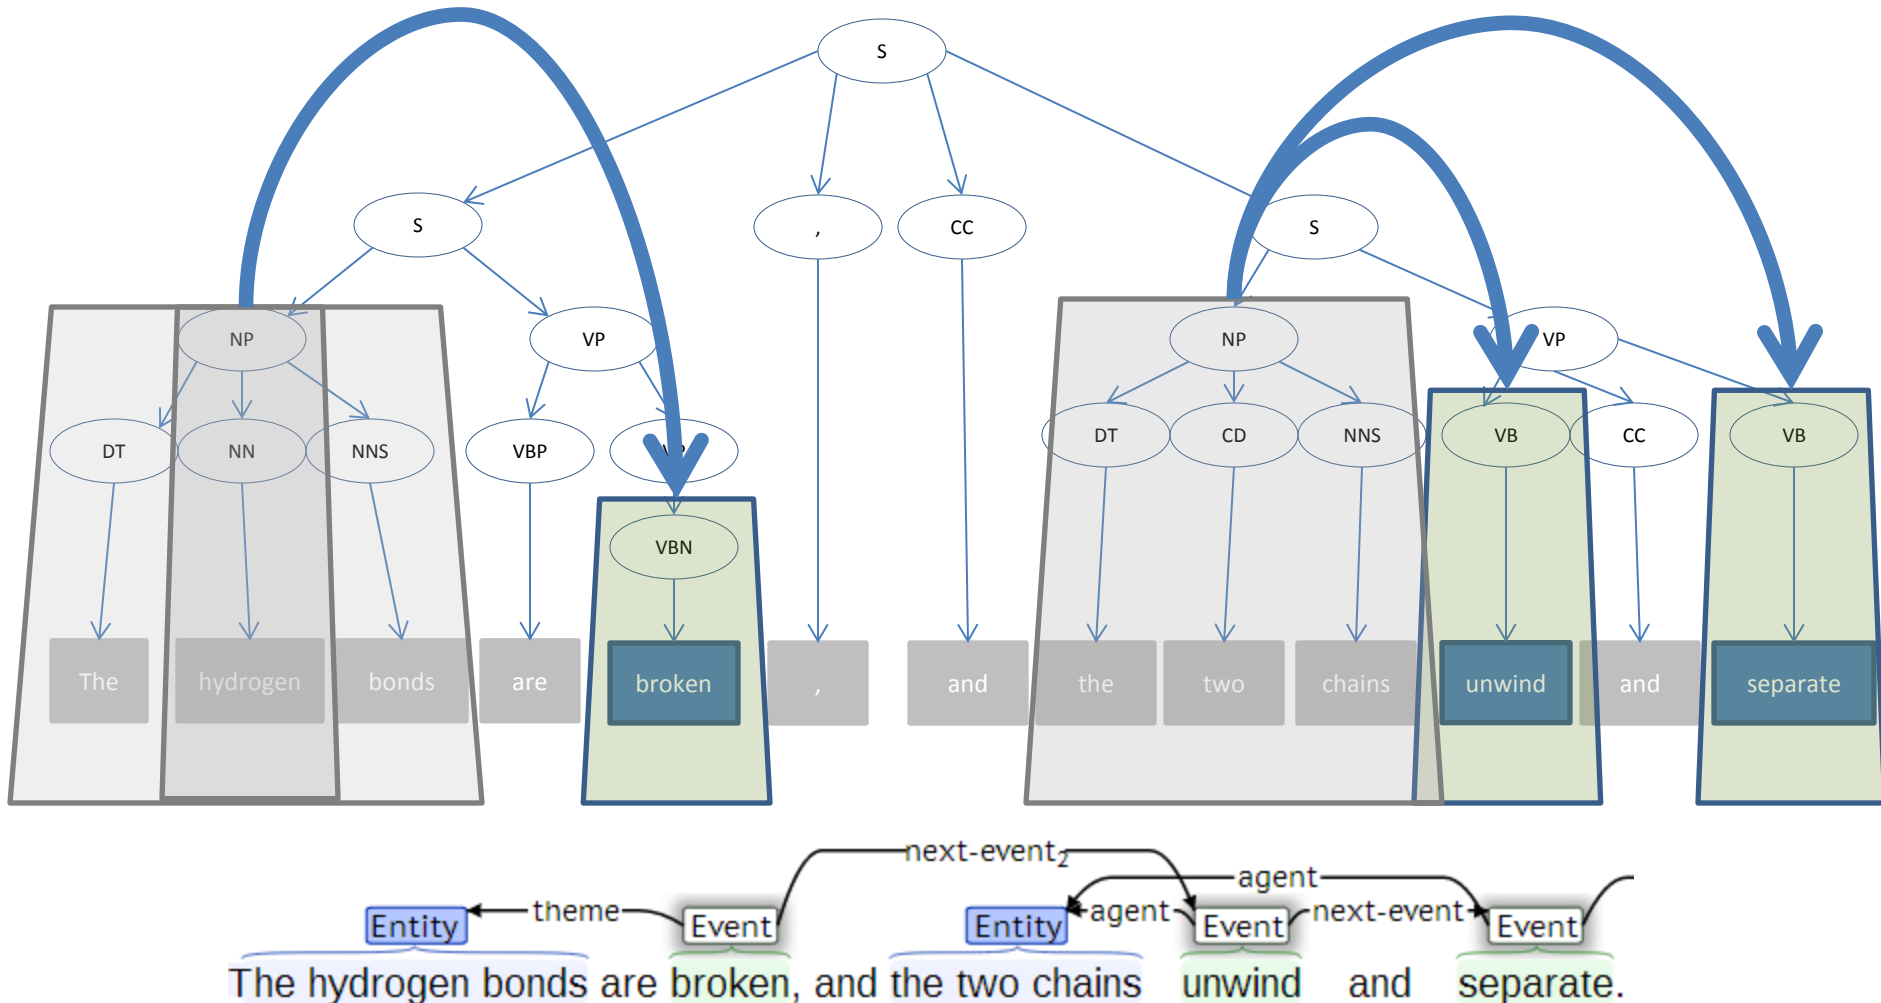 S
S , CC S
NP VP NP VP
DT NN NNS VBP VP DT CD NNS VB CC VB
VBN
The hydrogen bonds are broken , and the two chains unwind and separate
next-event2
agent
Entity theme Event Entity agent Event next-event Event
The hydrogen bonds are broken, and the two chains unwind and separate.